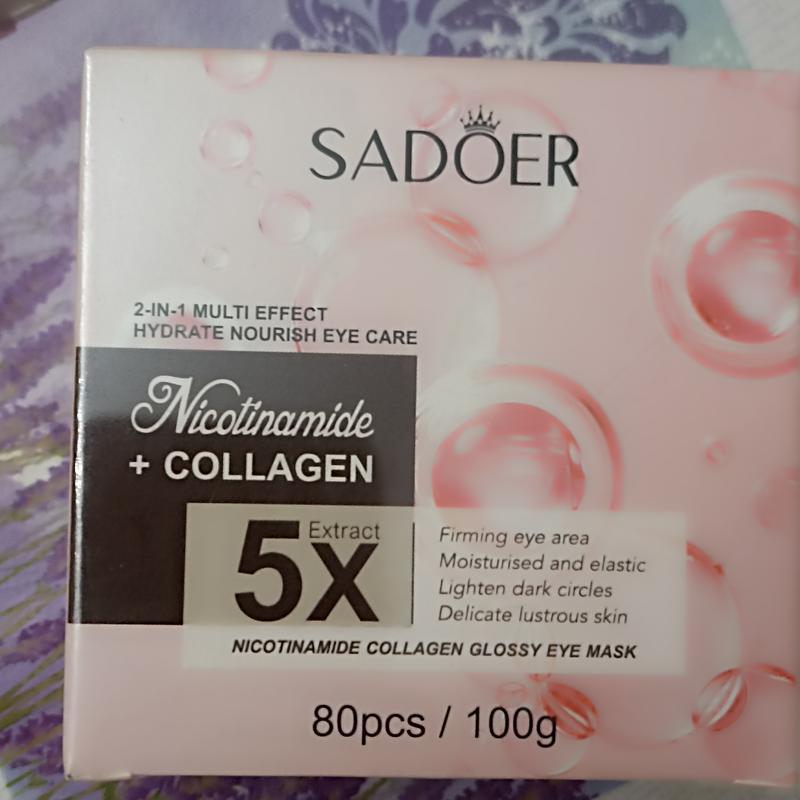 SADOER
2-IN-1 MULTI EFFECT
HYDRATE NOURISH EYE CARE
Nicotinamide
+ COLLAGEN
5X Extract
Firming eye area
Moisturised and elastic
Lighten dark circles
Delicate lustrous skin
NICOTINAMIDE COLLAGEN GLOSSY EYE MASK
80pcs / 100g